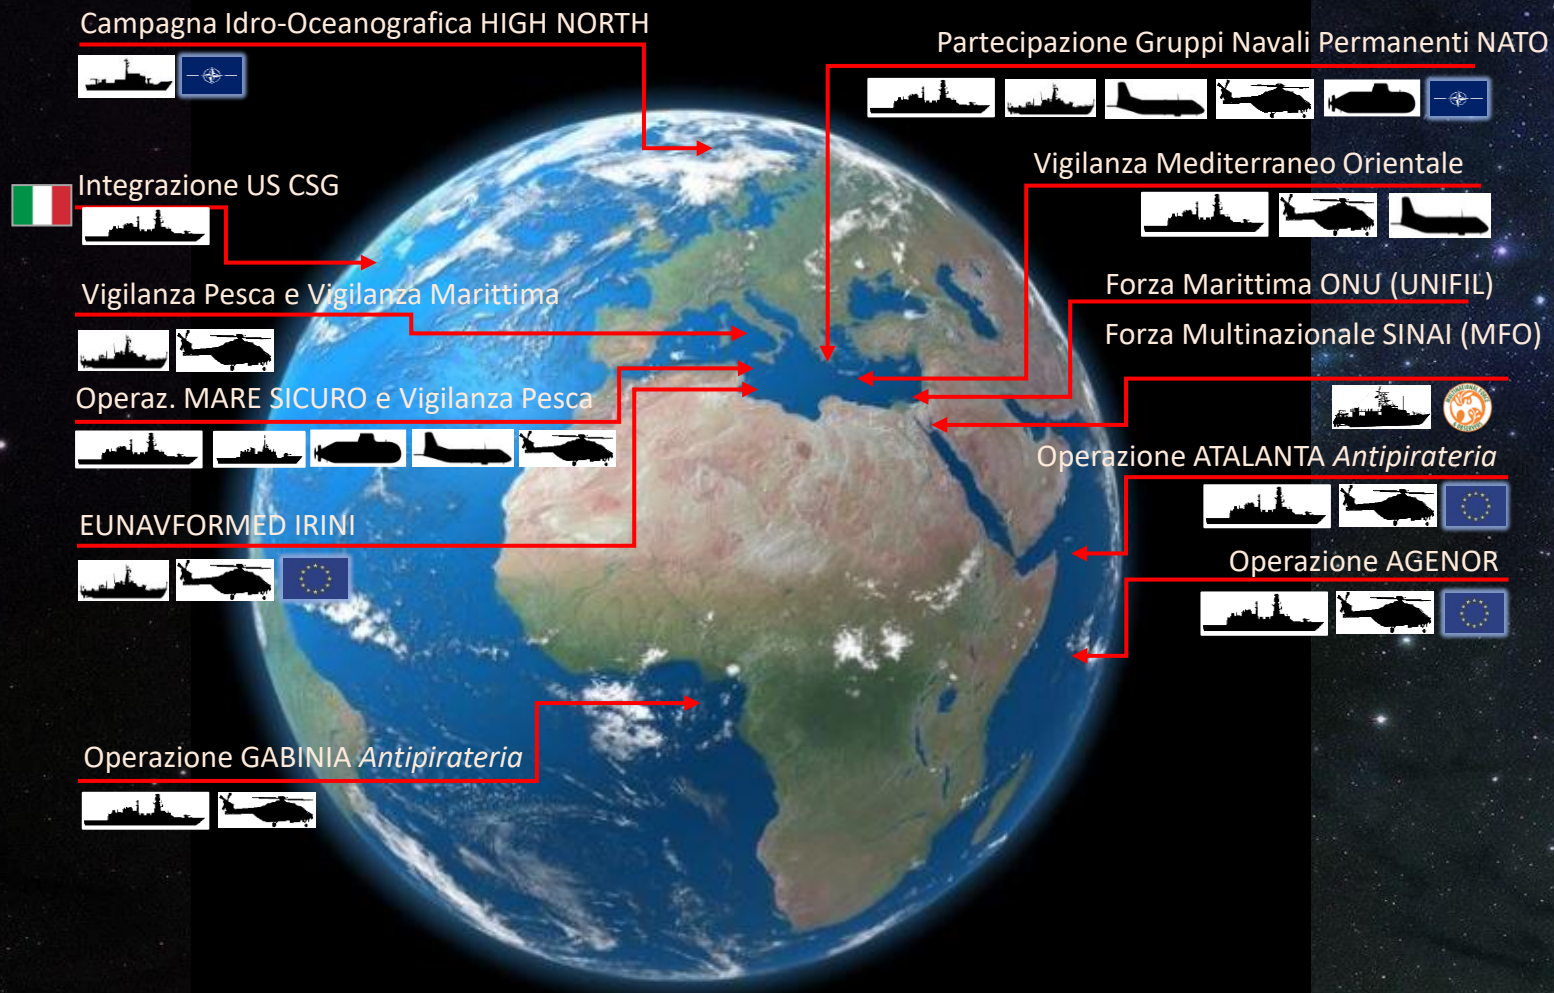 Campagna Idro-Oceanografica HIGH NORTH
Partecipazione Gruppi Navali Permanenti NATO
Integrazione US CSG
Vigilanza Mediterraneo Orientale
Vigilanza Pesca e Vigilanza Marittima
Forza Marittima ONU (UNIFIL)
Forza Multinazionale SINAI (MFO)
Operaz. MARE SICURO e Vigilanza Pesca
Operazione ATALANTA Antipirateria
EUNAVFORMED IRINI
Operazione AGENOR
Operazione GABINIA Antipirateria